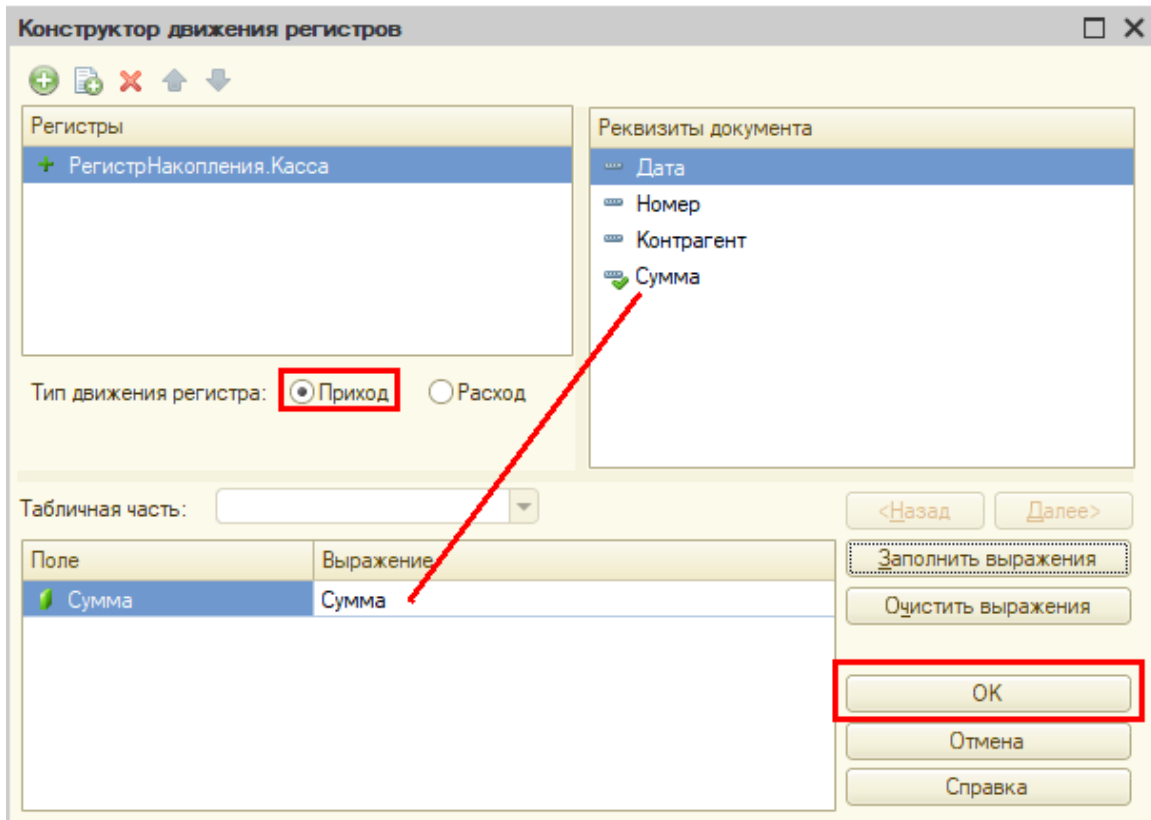 Конструктор движения регистров
Регистры
РегистрНакопления.Касса
Реквизиты документа
Дата
Номер
Контрагент
Сумма
Тип движения регистра: Приход Расход
Табличная часть:
<Назад Далее>
Поле Выражение
Сумма Сумма
Заполнить выражения
Очистить выражения
OK
Отмена
Справка